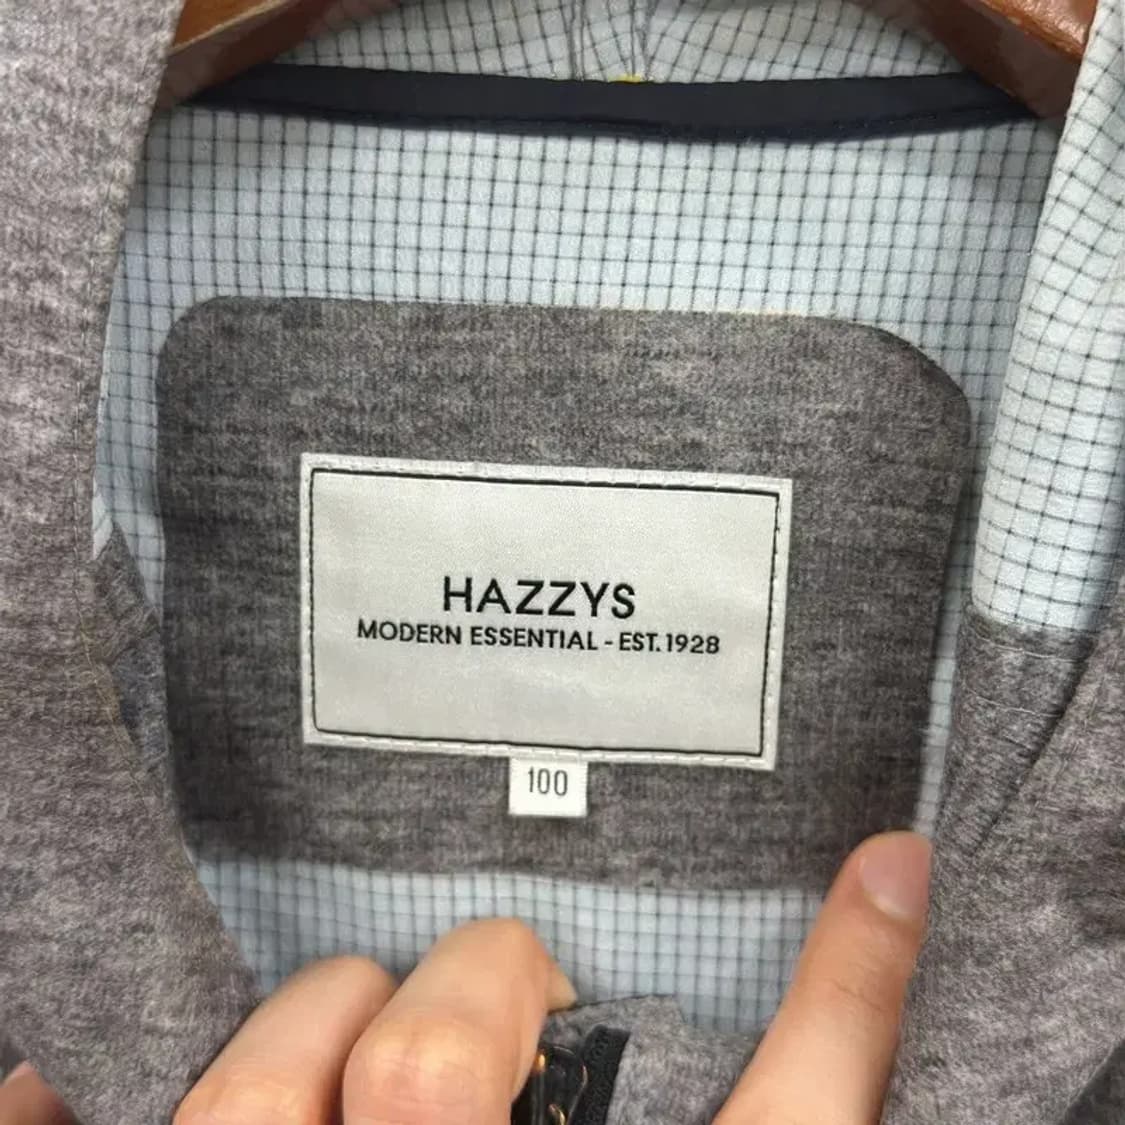 HAZZYS
MODERN ESSENTIAL - EST. 1928
100